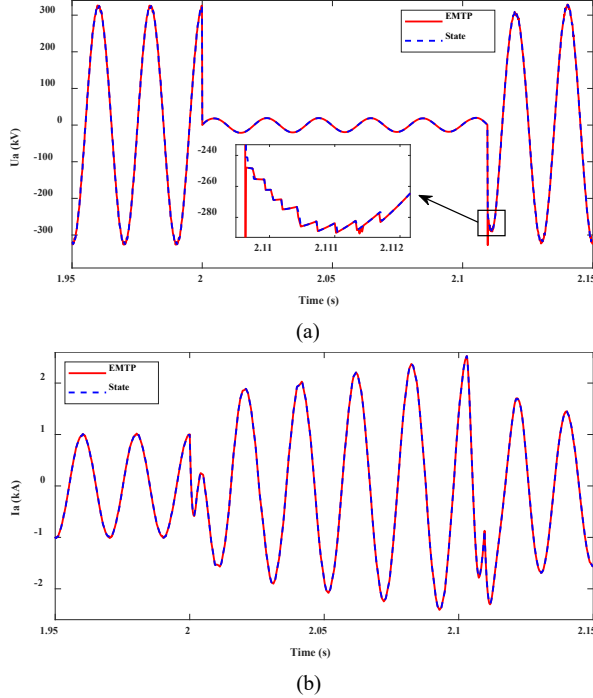 300
200
100
0
-100
-200
-300
Ua (kV)
EMTP
State
-240
-260
-280
2.11
2.111
2.112
1.95
2
2.05
2.1
2.15
Time (s)
(a)
2
1
0
-1
-2
Ia (kA)
EMTP
State
1.95
2
2.05
2.1
2.15
Time (s)
(b)